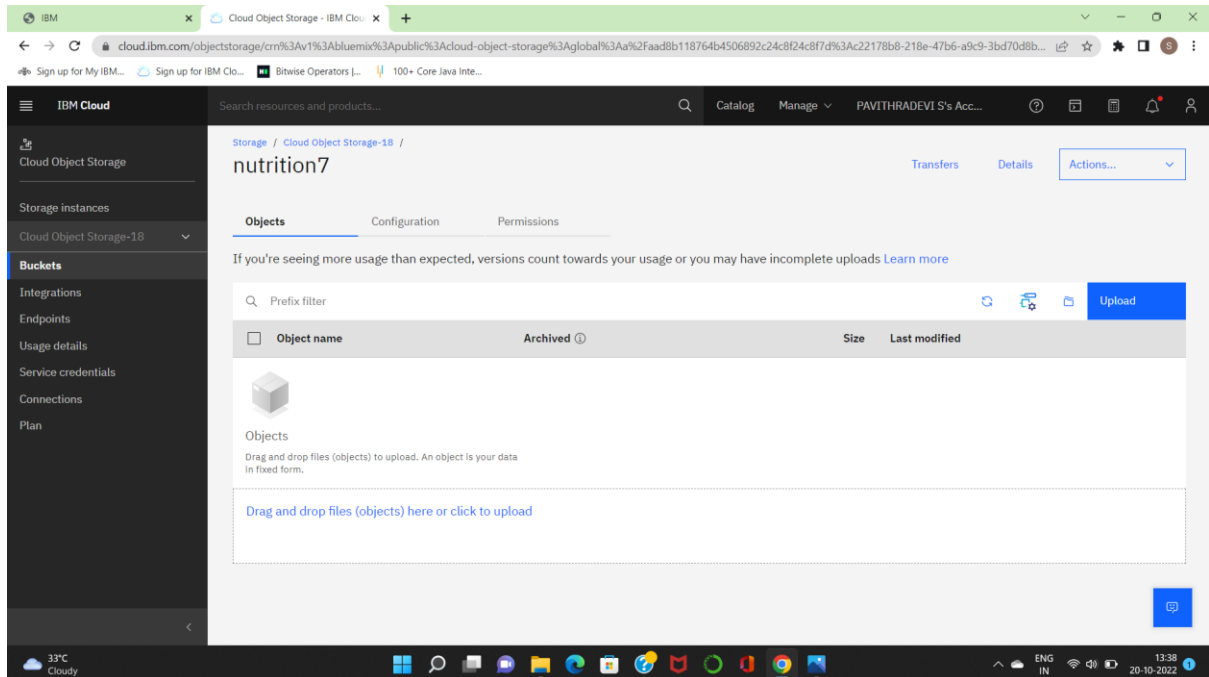 IBM
Cloud Object Storage - IBM Clou
cloud.ibm.com/objectstorage/crn%3Av1%3Abluemix%3Apublic%3Acloud-object-storage%3Aglobal%3Aa%2Faad8b118764b4506892c24c8f24c8f7d%3Ac22178b8-218e-47b6-a9c9-3bd70d8b...
S
Sign up for My IBM...
Sign up for IBM Clo...
Bitwise Operators |...
100+ Core Java Inte...
IBM Cloud
Search resources and products...
Catalog
Manage
PAVITHRADEVI S's Acc...
Cloud Object Storage
Storage instances
Cloud Object Storage-18
Buckets
Integrations
Endpoints
Usage details
Service credentials
Connections
Plan
Storage / Cloud Object Storage-18 /
nutrition7
Transfers
Details
Actions...
Objects
Configuration
Permissions
If you're seeing more usage than expected, versions count towards your usage or you may have incomplete uploads Learn more
Prefix filter
Upload
Object name
Archived
Size
Last modified
Objects
Drag and drop files (objects) to upload. An object is your data
in fixed form.
Drag and drop files (objects) here or click to upload
33°C
Cloudy
ENG
IN
13:38
20-10-2022
1